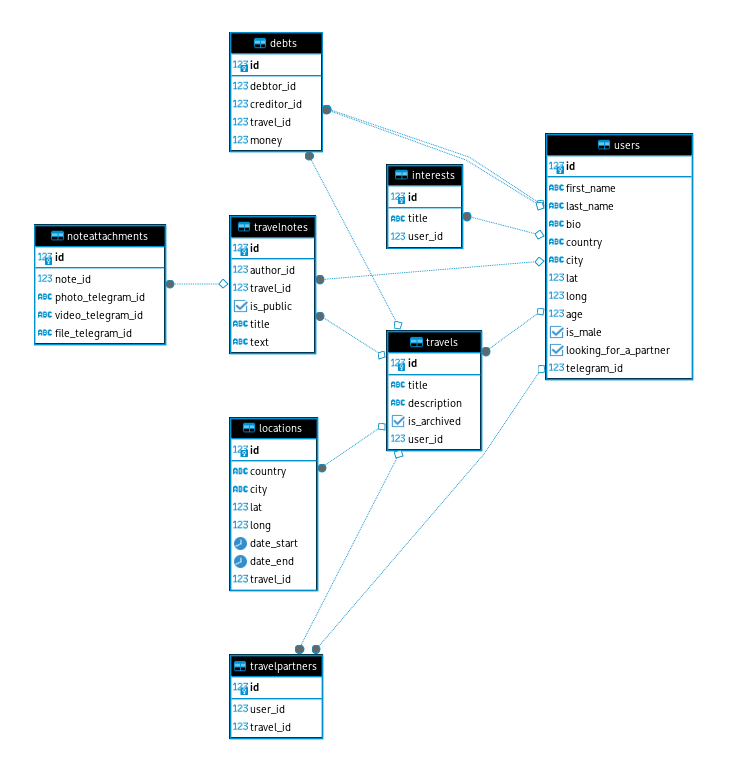 debts
123 id
123 debtor_id
123 creditor_id
123 travel_id
123 money
interests
123 id
ABC title
123 user_id
users
123 id
ABC first_name
ABC last_name
ABC bio
ABC country
ABC city
123 lat
123 long
123 age
is_male
looking_for_a_partner
123 telegram_id
noteattachments
123 id
123 note_id
ABC photo_telegram_id
ABC video_telegram_id
ABC file_telegram_id
travelnotes
123 id
123 author_id
123 travel_id
is_public
ABC title
ABC text
travels
123 id
ABC title
ABC description
is_archived
123 user_id
locations
123 id
ABC country
ABC city
123 lat
123 long
date_start
date_end
123 travel_id
travelpartners
123 id
123 user_id
123 travel_id